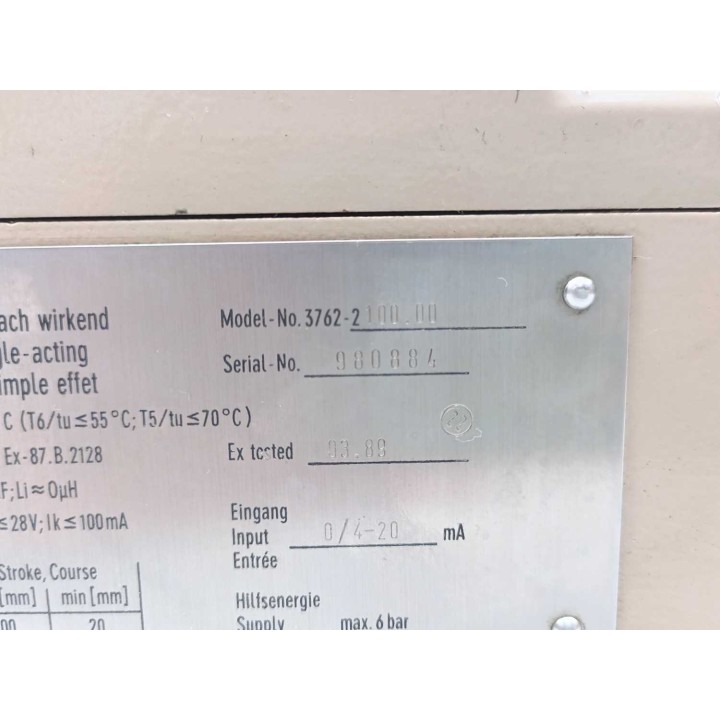 ach wirkend
gle-acting
imple effet
C (T6/tu≤55°C; T5/tu≤70°C)
Ex-87.B.2128
F; Li≈0µH
≤28V; Ik≤100mA
Stroke, Course
[mm] min [mm]
00 20
Model-No. 3762-2100.00
Serial-No. 980884
Ex tested 03.89
Eingang
Input 0/4-20 mA
Entrée
Hilfsenergie
Supply max. 6 bar